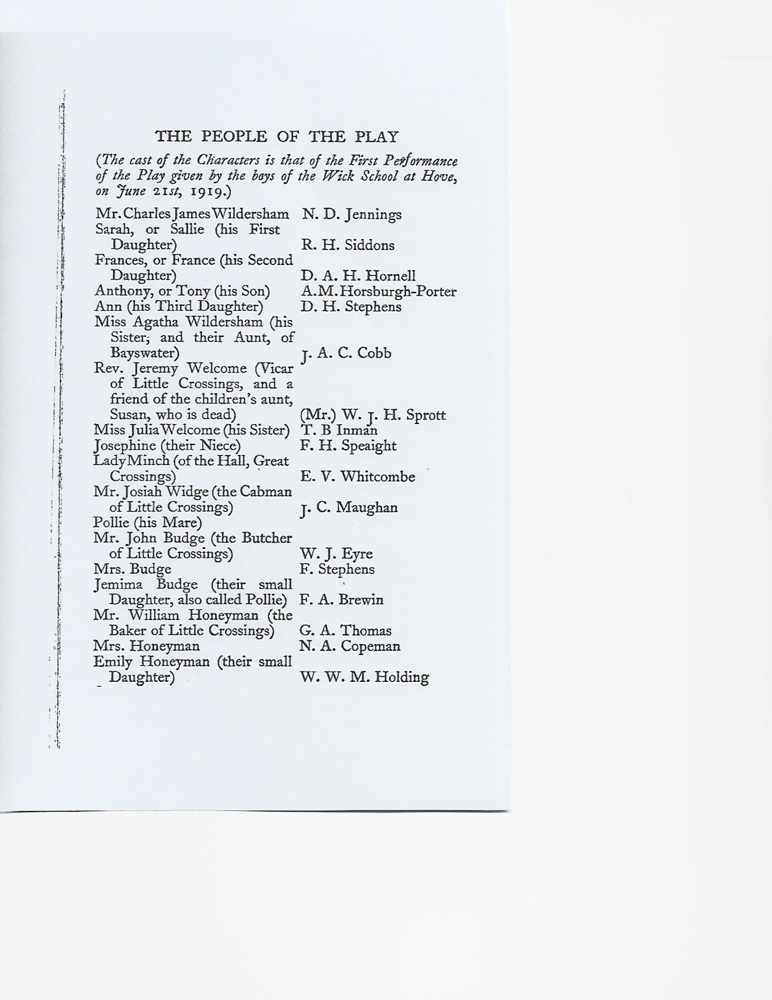 THE PEOPLE OF THE PLAY
(The cast of the Characters is that of the First Performance
of the Play given by the boys of the Wick School at Hove,
on June 21st, 1919.)
Mr. Charles James Wildersham N. D. Jennings
Sarah, or Sallie (his First
Daughter) R. H. Siddons
Frances, or France (his Second
Daughter) D. A. H. Hornell
Anthony, or Tony (his Son) A.M. Horsburgh-Porter
Ann (his Third Daughter) D. H. Stephens
Miss Agatha Wildersham (his
Sister, and their Aunt, of
Bayswater) J. A. C. Cobb
Rev. Jeremy Welcome (Vicar
of Little Crossings, and a
friend of the children's aunt,
Susan, who is dead) (Mr.) W. J. H. Sprott
Miss Julia Welcome (his Sister) T. B Inman
Josephine (their Niece) F. H. Speaight
Lady Minch (of the Hall, Great
Crossings) E. V. Whitcombe
Mr. Josiah Widge (the Cabman
of Little Crossings) J. C. Maughan
Pollie (his Mare)
Mr. John Budge (the Butcher
of Little Crossings) W. J. Eyre
Mrs. Budge F. Stephens
Jemima Budge (their small
Daughter, also called Pollie) F. A. Brewin
Mr. William Honeyman (the
Baker of Little Crossings) G. A. Thomas
Mrs. Honeyman N. A. Copeman
Emily Honeyman (their small
Daughter) W. W. M. Holding